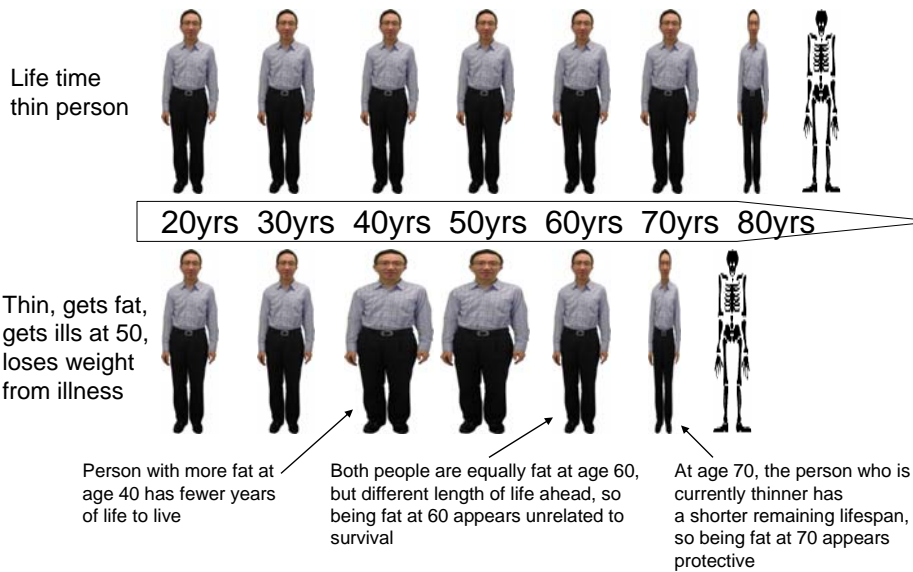 Life time
thin person
20yrs 30yrs 40yrs 50yrs 60yrs 70yrs 80yrs
Thin, gets fat,
gets ills at 50,
loses weight
from illness
Person with more fat at
age 40 has fewer years
of life to live
Both people are equally fat at age 60,
but different length of life ahead, so
being fat at 60 appears unrelated to
survival
At age 70, the person who is
currently thinner has
a shorter remaining lifespan,
so being fat at 70 appears
protective